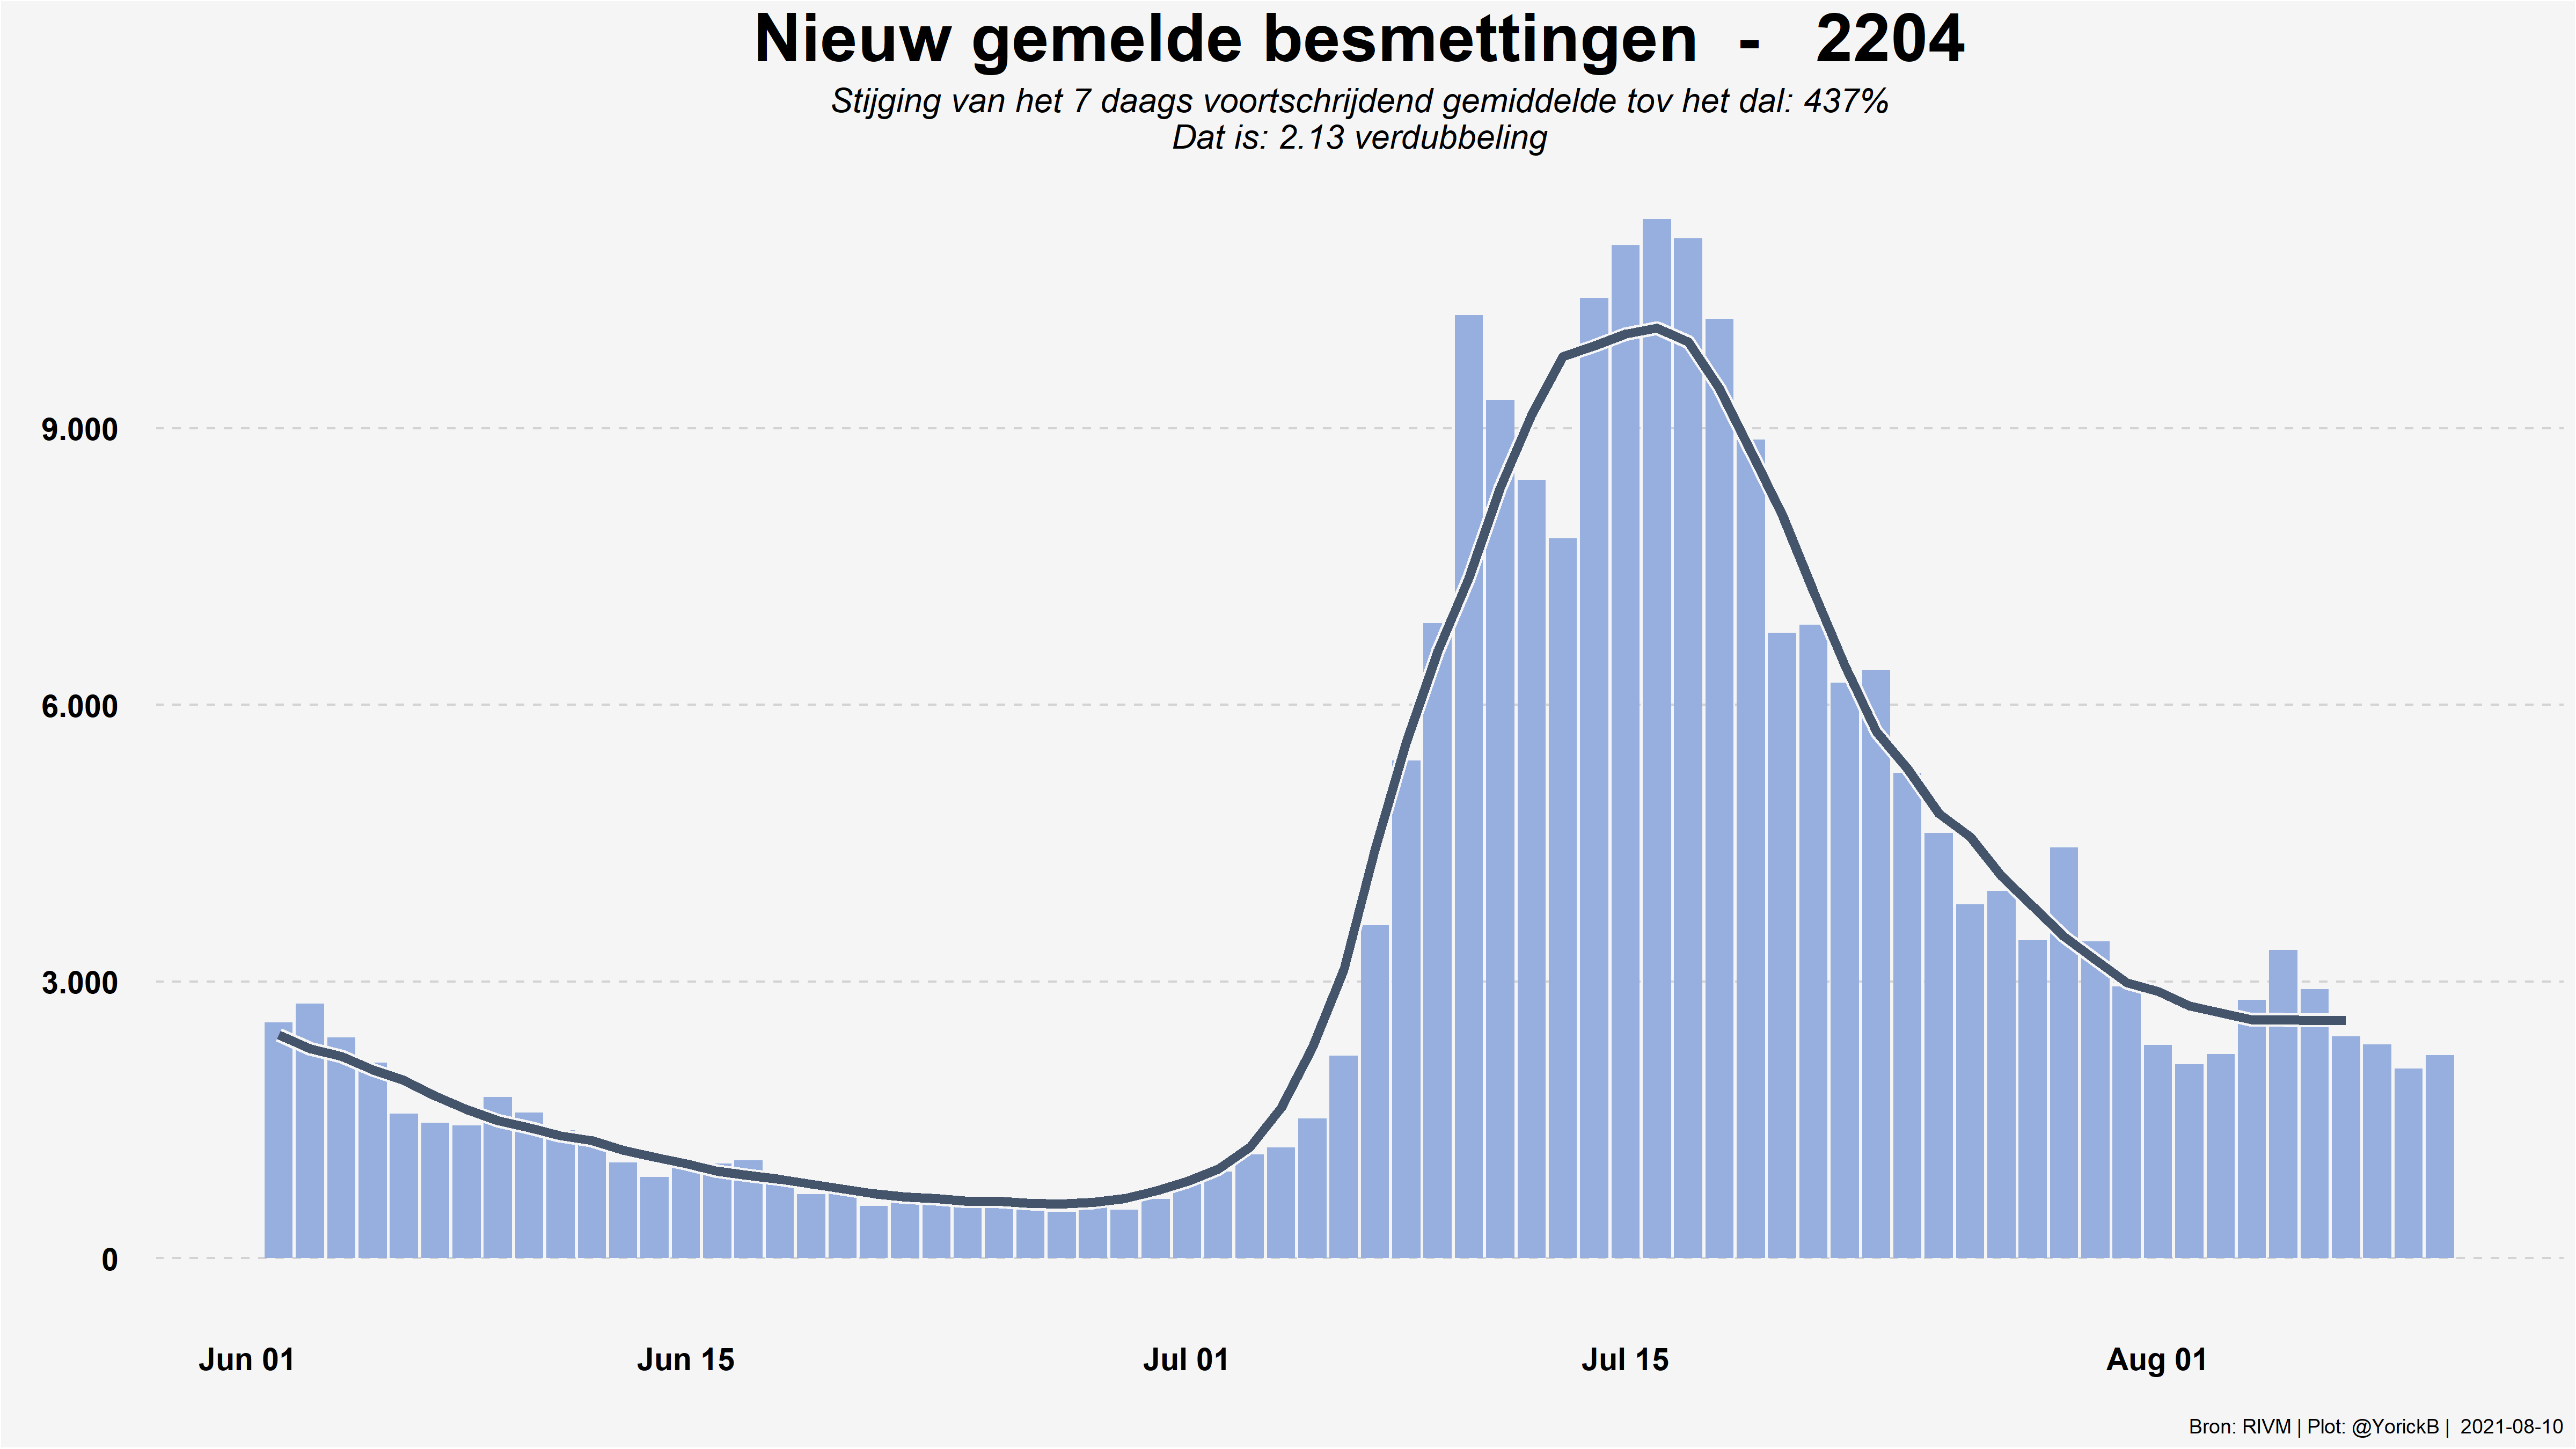 Nieuw gemelde besmettingen - 2204
Stijging van het 7 daags voortschrijdend gemiddelde tov het dal: 437%
Dat is: 2.13 verdubbeling
9.000
6.000
3.000
0
Jun 01 Jun 15 Jul 01 Jul 15 Aug 01
Bron: RIVM | Plot: @YorickB | 2021-08-10